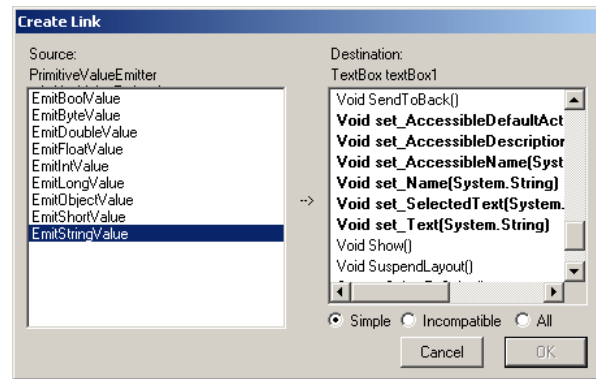 Create Link
Source:
PrimitiveValueEmitter
EmitBoolValue
EmitByteValue
EmitDoubleValue
EmitFloatValue
EmitIntValue
EmitLongValue
EmitObjectValue
EmitShortValue
EmitStringValue
-->
Destination:
TextBox textBox1
Void SendToBack()
Void set_AccessibleDefaultAct
Void set_AccessibleDescription
Void set_AccessibleName(Syst
Void set_Name(System.String)
Void set_SelectedText(System.
Void set_Text(System.String)
Void Show()
Void SuspendLayout()
Simple Incompatible All
Cancel OK